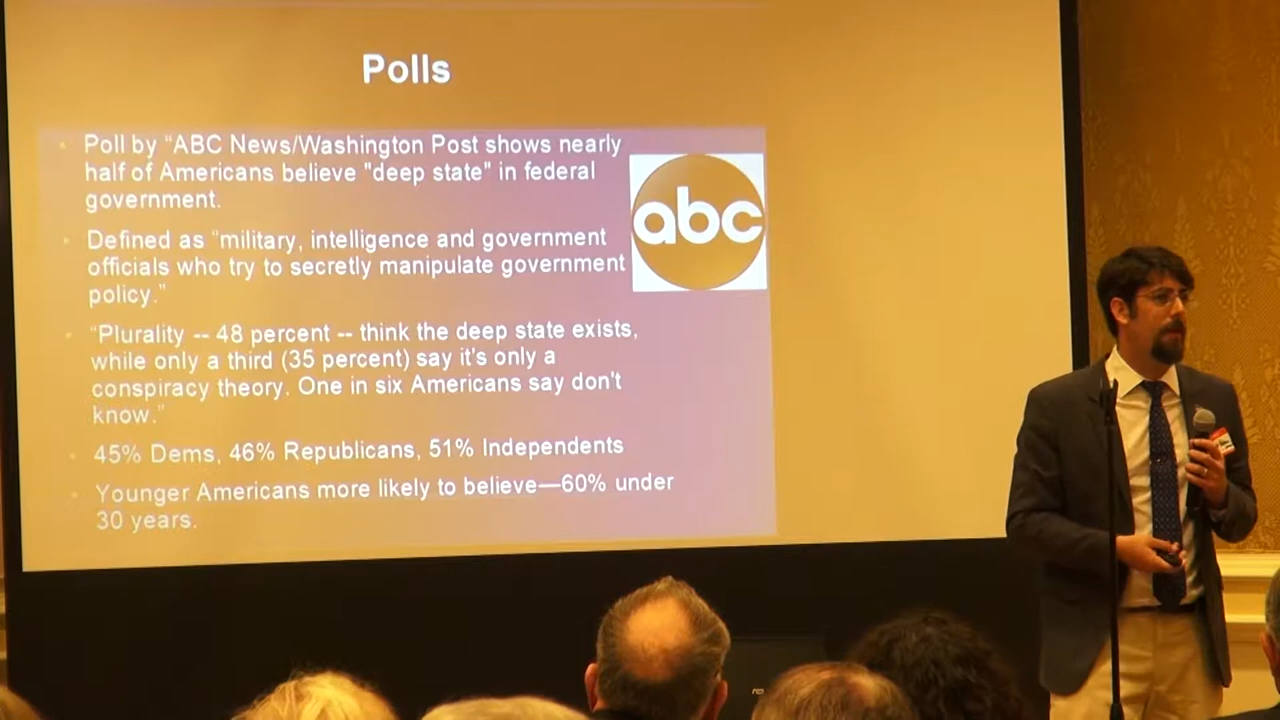 Polls
Poll by “ABC News/Washington Post shows nearly
half of Americans believe "deep state" in federal
government.
abc
Defined as “military, intelligence and government
officials who try to secretly manipulate government
policy.”
“Plurality -- 48 percent -- think the deep state exists,
while only a third (35 percent) say it's only a
conspiracy theory. One in six Americans say don't
know.”
45% Dems, 46% Republicans, 51% Independents
Younger Americans more likely to believe—60% under
30 years.